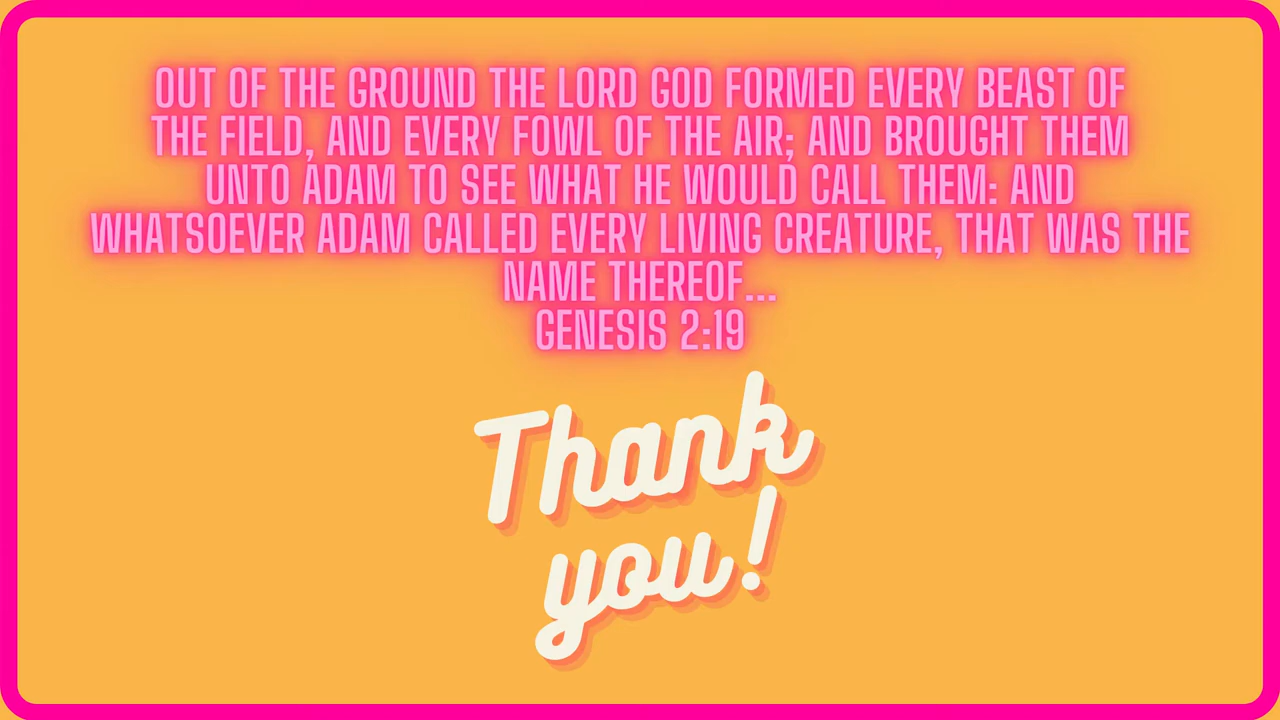 OUT OF THE GROUND THE LORD GOD FORMED EVERY BEAST OF
THE FIELD, AND EVERY FOWL OF THE AIR; AND BROUGHT THEM
UNTO ADAM TO SEE WHAT HE WOULD CALL THEM: AND
WHATSOEVER ADAM CALLED EVERY LIVING CREATURE, THAT WAS THE
NAME THEREOF...
GENESIS 2:19
Thank
you!